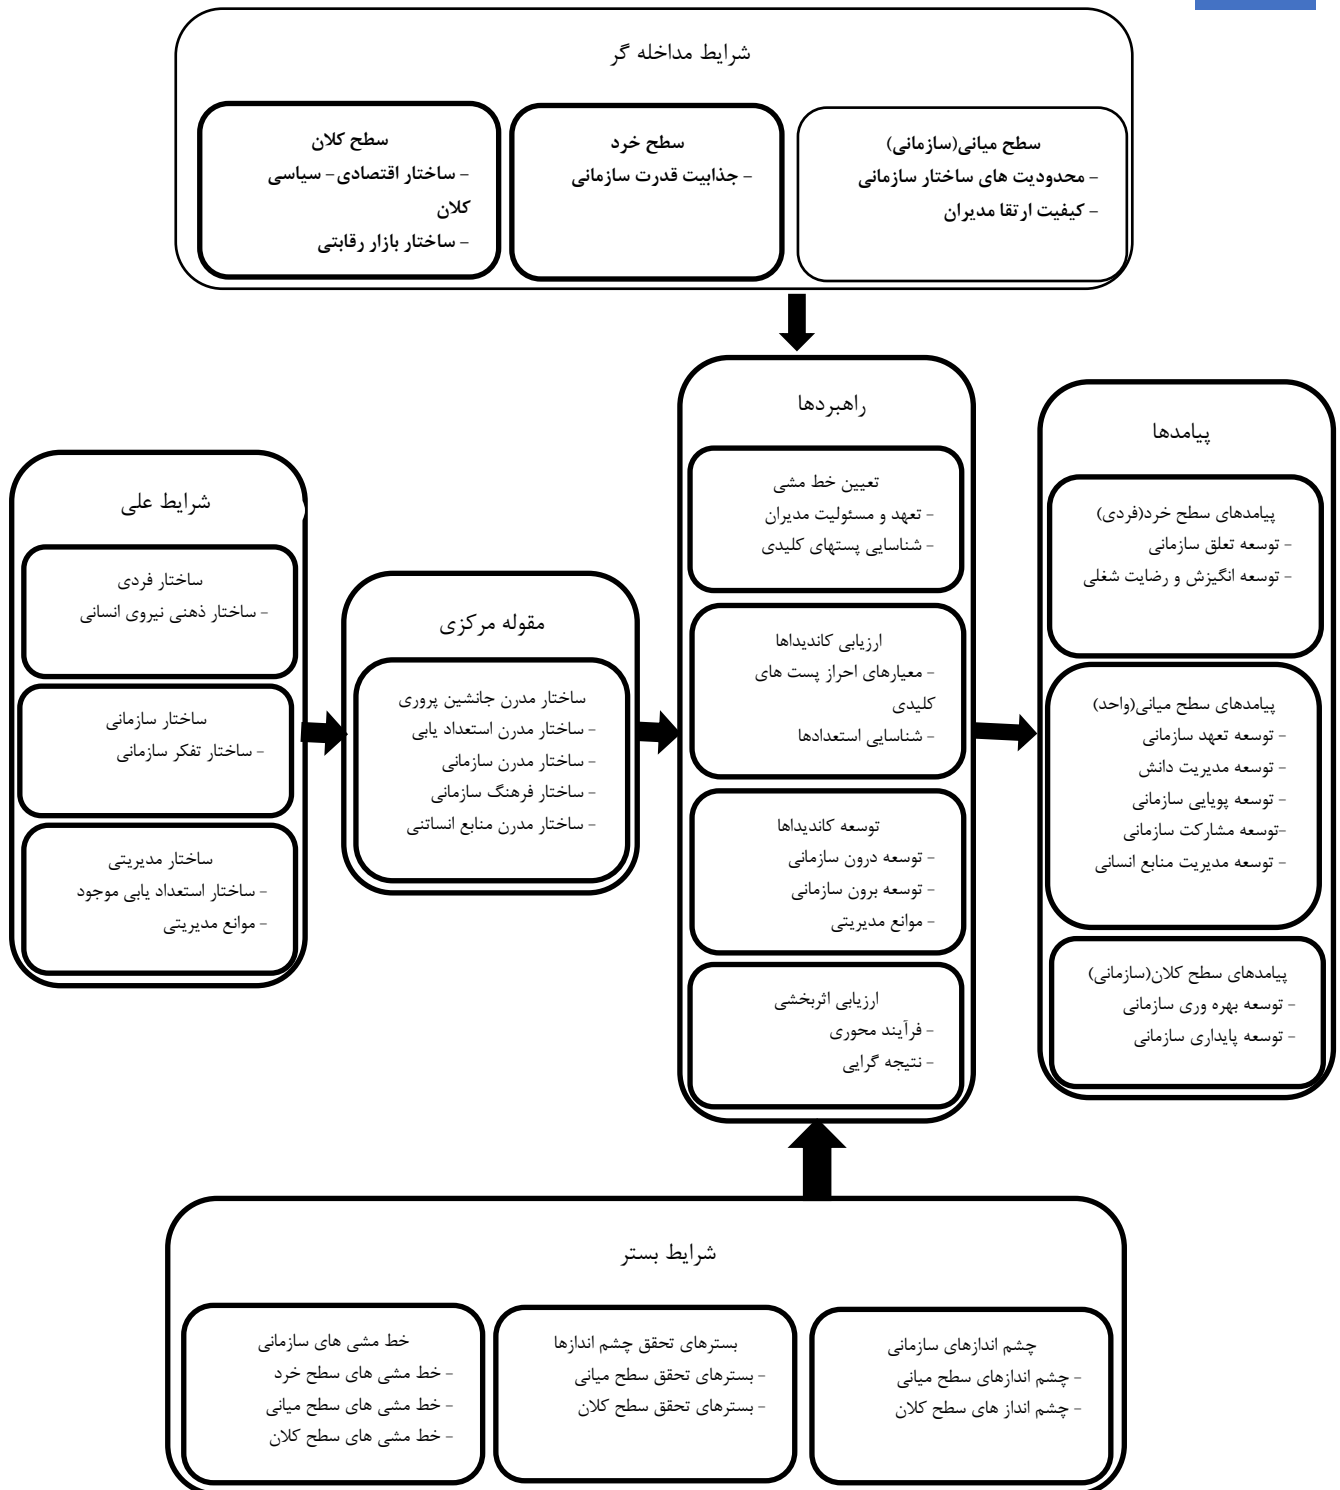 شرایط مداخله گر
سطح میانی(سازمانی)
- محدودیت های ساختار سازمانی
- کیفیت ارتقا مدیران
سطح خرد
- جذابیت قدرت سازمانی
سطح کلان
- ساختار اقتصادی- سیاسی
کلان
- ساختار بازار رقابتی
شرایط علی
ساختار فردی
- ساختار ذهنی نیروی انسانی
ساختار سازمانی
- ساختار تفکر سازمانی
ساختار مدیریتی
- ساختار استعداد یابی موجود
- موانع مدیریتی
مقوله مرکزی
ساختار مدرن جانشین پروری
- ساختار مدرن استعداد یابی
- ساختار مدرن سازمانی
- ساختار فرهنگ سازمانی
- ساختار مدرن منابع انساتنی
راهبردها
تعیین خط مشی
- تعهد و مسئولیت مدیران
- شناسایی پستهای کلیدی
ارزیابی کاندیداها
- معیارهای احراز پست های
کلیدی
- شناسایی استعدادها
توسعه کاندیداها
- توسعه درون سازمانی
- توسعه برون سازمانی
- موانع مدیریتی
ارزیابی اثربخشی
- فرآیند محوری
- نتیجه گرایی
پیامدها
پیامدهای سطح خرد(فردی)
- توسعه تعلق سازمانی
- توسعه انگیزش و رضایت شغلی
پیامدهای سطح میانی(واحد)
- توسعه تعهد سازمانی
- توسعه مدیریت دانش
- توسعه پویایی سازمانی
-توسعه مشارکت سازمانی
- توسعه مدیریت منابع انسانی
پیامدهای سطح کلان(سازمانی)
- توسعه بهره وری سازمانی
- توسعه پایداری سازمانی
شرایط بستر
چشم اندازهای سازمانی
- چشم اندازهای سطح میانی
- چشم انداز های سطح کلان
بسترهای تحقق چشم اندازها
- بسترهای تحقق سطح میانی
- بسترهای تحقق سطح کلان
خط مشی های سازمانی
- خط مشی های سطح خرد
- خط مشی های سطح میانی
- خط مشی های سطح کلان